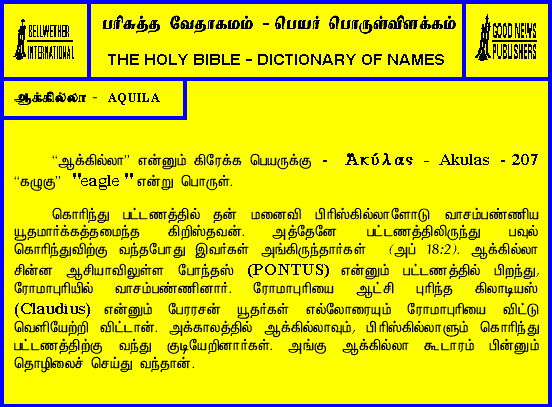 BELLWETHER
INTERNATIONAL
பரிசுத்த வேதாகமம் - பெயர் பொருள்விளக்கம்
THE HOLY BIBLE - DICTIONARY OF NAMES
GOOD NEWS
PUBLISHERS
ஆக்கில்லா - AQUILA
“ஆக்கில்லா” என்னும் கிரேக்க பெயருக்கு - Ἀκύλας - Akulas - 207
“கழுகு” "eagle" என்று பொருள்.
கொரிந்து பட்டணத்தில் தன் மனைவி பிரிஸ்கில்லாளோடு வாசம்பண்ணிய
யூதமார்க்கத்தமைந்த கிறிஸ்தவன். அத்தேனே பட்டணத்திலிருந்து பவுல்
கொரிந்துவிற்கு வந்தபோது இவர்கள் அங்கிருந்தார்கள் (அப் 18:2). ஆக்கில்லா
சின்ன ஆசியாவிலுள்ள போந்தஸ் (PONTUS) என்னும் பட்டணத்தில் பிறந்து,
ரோமாபுரியில் வாசம்பண்ணினார். ரோமாபுரியை ஆட்சி புரிந்த கிலாடியஸ்
(Claudius) என்னும் பேரரசன் யூதர்கள் எல்லோரையும் ரோமாபுரியை விட்டு
வெளியேற்றி விட்டான். அக்காலத்தில் ஆக்கில்லாவும், பிரிஸ்கில்லாளும் கொரிந்து
பட்டணத்திற்கு வந்து குடியேறினார்கள். அங்கு ஆக்கில்லா கூடாரம் பின்னும்
தொழிலைச் செய்து வந்தான்.